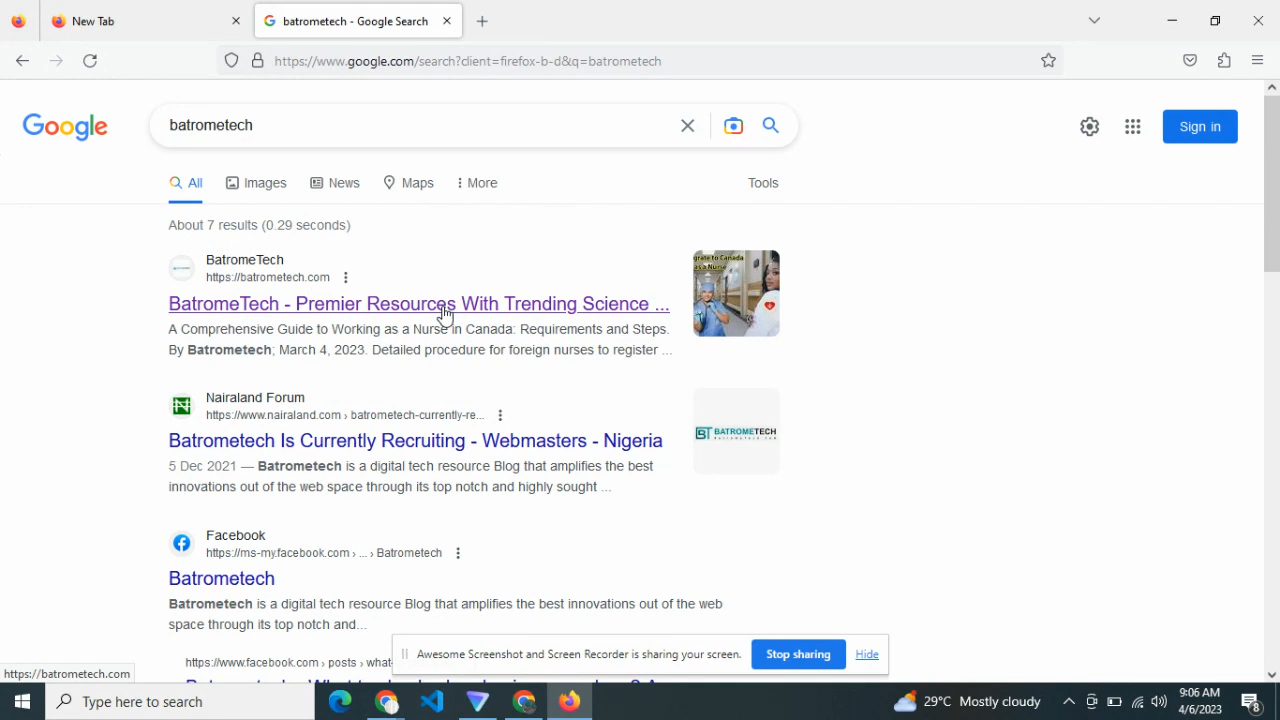 New Tab
batrometech - Google Search
https://www.google.com/search?client=firefox-b-d&q=batrometech
Google
batrometech
Sign in
All
Images
News
Maps
More
Tools
About 7 results (0.29 seconds)
BatromeTech
https://batrometech.com
BatromeTech - Premier Resources With Trending Science ...
A Comprehensive Guide to Working as a Nurse in Canada: Requirements and Steps.
By Batrometech; March 4, 2023. Detailed procedure for foreign nurses to register ...
grate to Canada
as a Nurse
Nairaland Forum
https://www.nairaland.com › batrometech-currently-re...
Batrometech Is Currently Recruiting - Webmasters - Nigeria
5 Dec 2021 — Batrometech is a digital tech resource Blog that amplifies the best
innovations out of the web space through its top notch and highly sought ...
BT BATROMETECH
Facebook
https://ms-my.facebook.com › ... › Batrometech
Batrometech
Batrometech is a digital tech resource Blog that amplifies the best innovations out of the web
space through its top notch and...
https://www.facebook.com › posts › what-
Awesome Screenshot and Screen Recorder is sharing your screen.
Stop sharing
Hide
https://batrometech.com
Type here to search
29°C Mostly cloudy
9:06 AM
4/6/2023
8